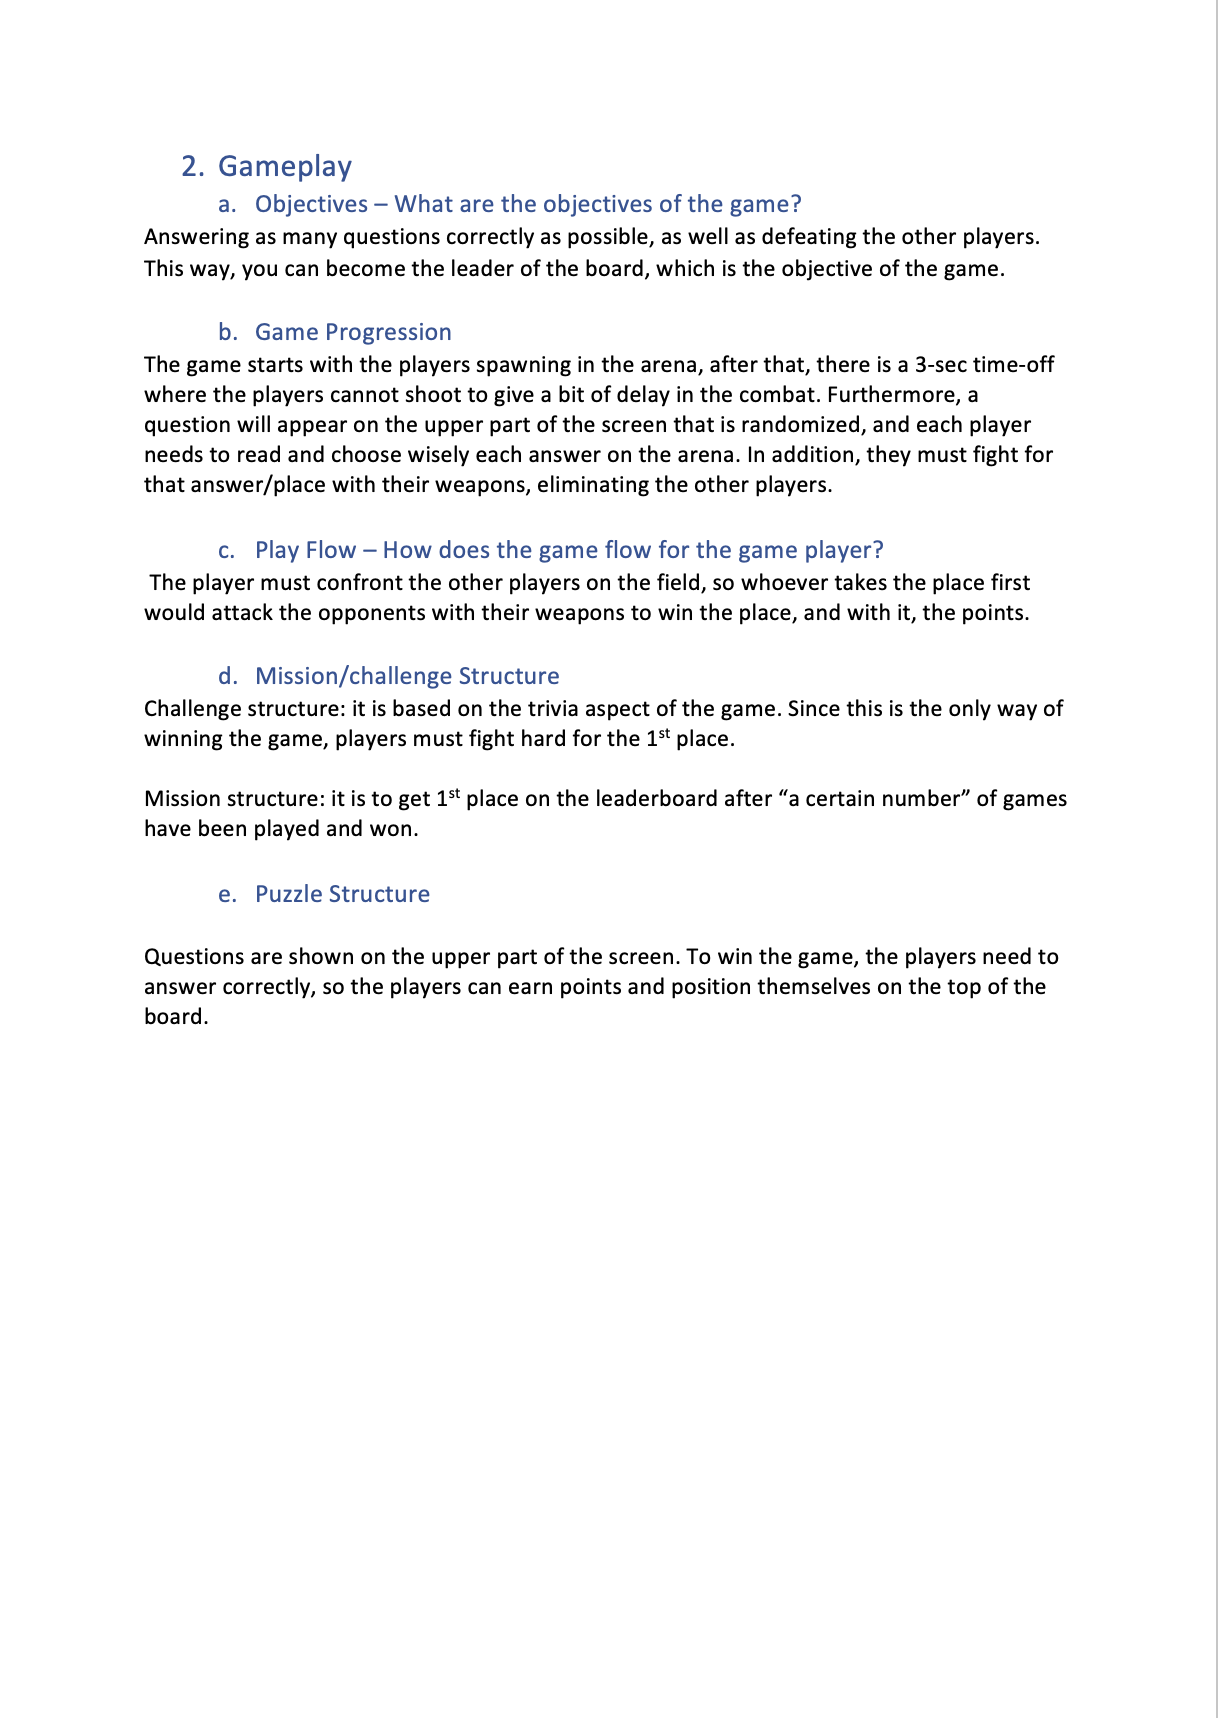 2. Gameplay
a. Objectives – What are the objectives of the game?
Answering as many questions correctly as possible, as well as defeating the other players.
This way, you can become the leader of the board, which is the objective of the game.
b. Game Progression
The game starts with the players spawning in the arena, after that, there is a 3-sec time-off
where the players cannot shoot to give a bit of delay in the combat. Furthermore, a
question will appear on the upper part of the screen that is randomized, and each player
needs to read and choose wisely each answer on the arena. In addition, they must fight for
that answer/place with their weapons, eliminating the other players.
c. Play Flow – How does the game flow for the game player?
The player must confront the other players on the field, so whoever takes the place first
would attack the opponents with their weapons to win the place, and with it, the points.
d. Mission/challenge Structure
Challenge structure: it is based on the trivia aspect of the game. Since this is the only way of
winning the game, players must fight hard for the 1st place.
Mission structure: it is to get 1st place on the leaderboard after “a certain number” of games
have been played and won.
e. Puzzle Structure
Questions are shown on the upper part of the screen. To win the game, the players need to
answer correctly, so the players can earn points and position themselves on the top of the
board.